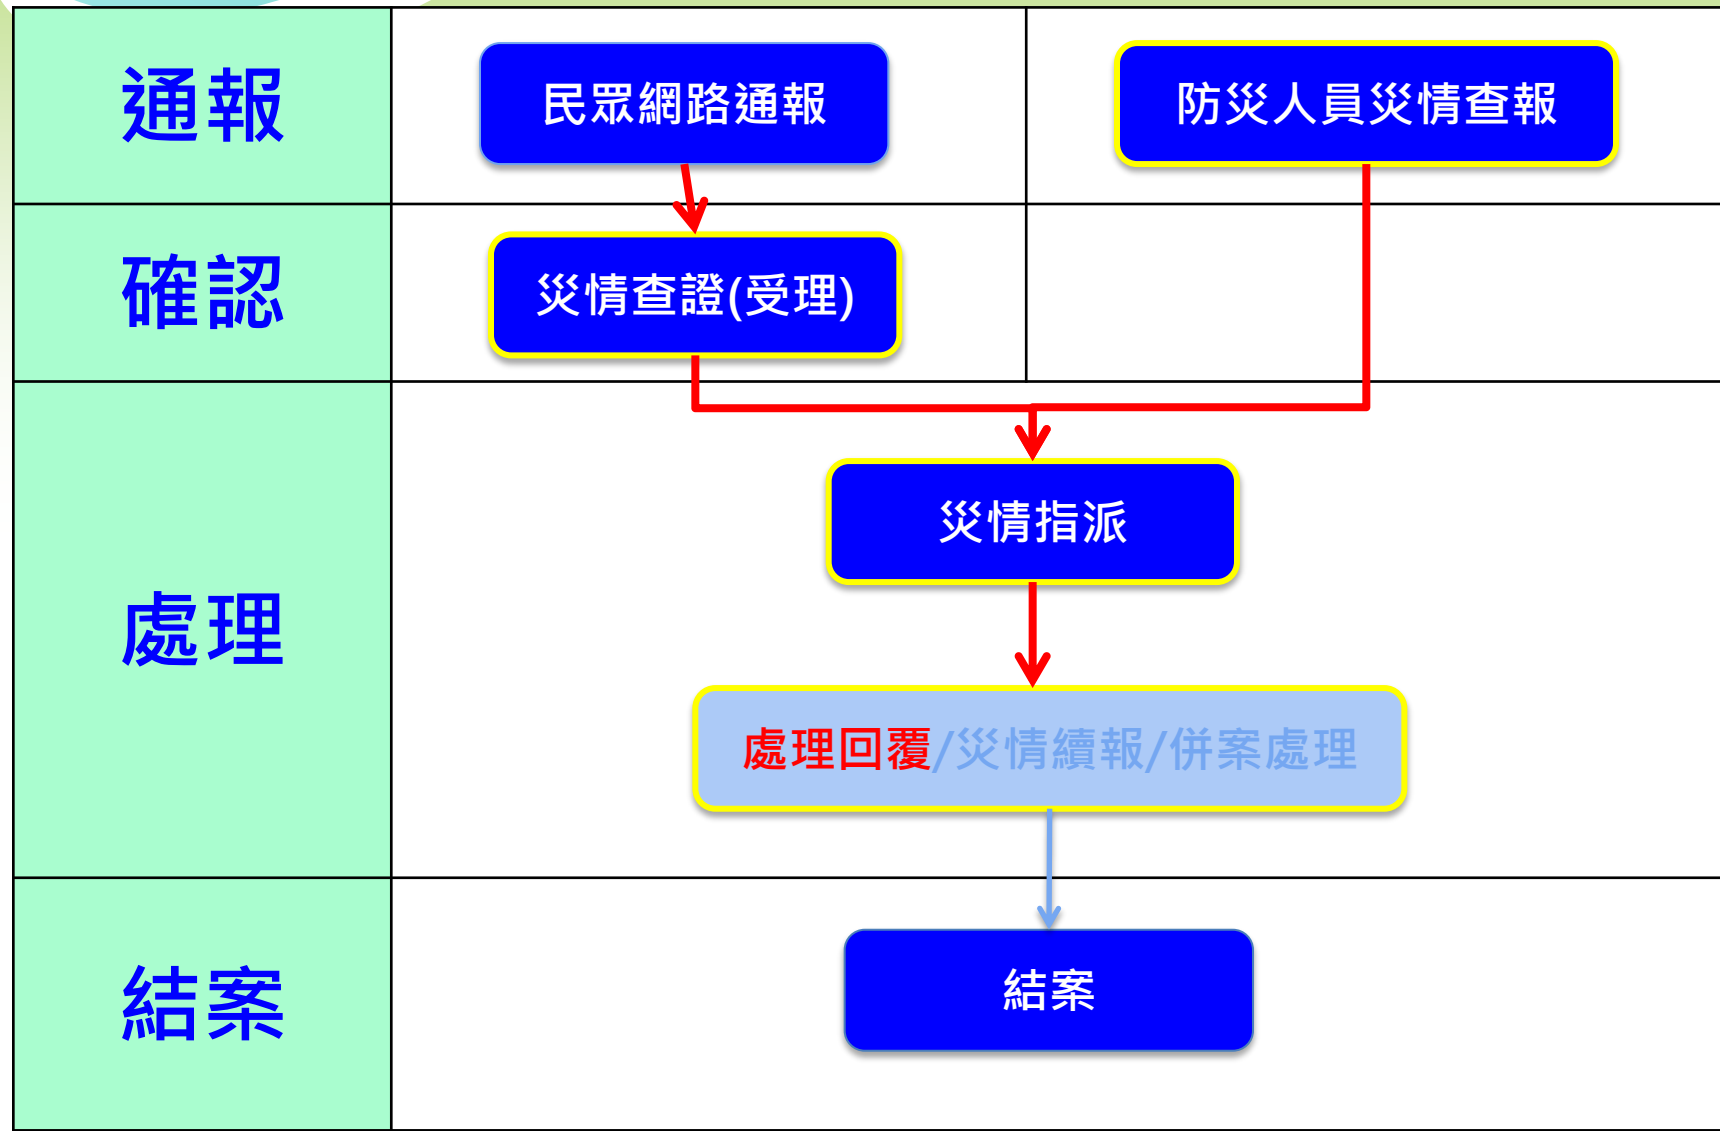 通報
民眾網路通報
防災人員災情查報
確認
災情查證(受理)
處理
災情指派
處理回覆/災情續報/併案處理
結案
結案